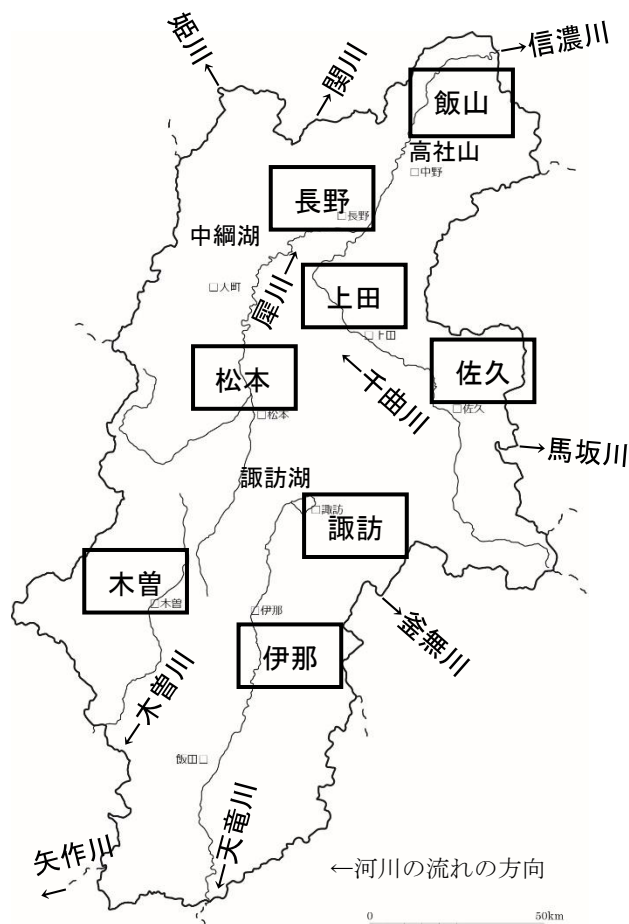 姫川
関川
→信濃川
飯山
高社山
□中野
長野
□長野
中綱湖
犀川
上田
□大町
□上田
松本
←千曲川
佐久
□松本
□佐久
→馬坂川
諏訪湖
□諏訪
諏訪
木曽
□木曽
□伊那
→釜無川
伊那
←木曽川
飯田□
←天竜川
矢作川
←
←河川の流れの方向
0 50km